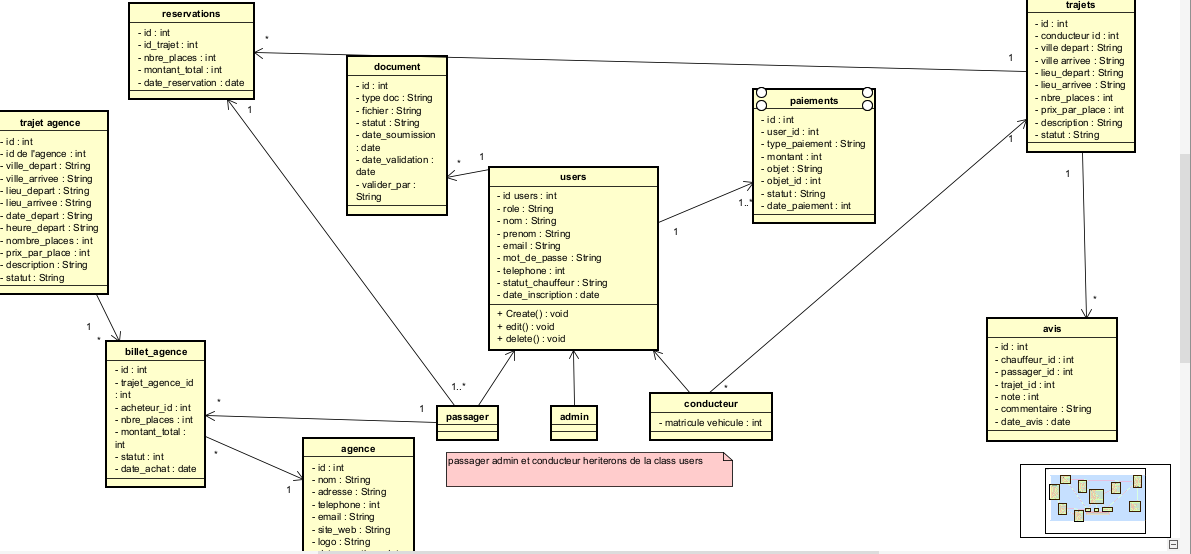 reservations
- id : int
- id_trajet : int
- nbre_places : int
- montant_total : int
- date_reservation : date
*
1
document
- id : int
- type doc : String
- fichier : String
- statut : String
- date_soumission
: date
- date_validation :
date
- valider_par :
String
*
1
trajets
- id : int
- conducteur id : int
- ville depart : String
- ville arrivee : String
- lieu_depart : String
- lieu_arrivee : String
- nbre_places : int
- prix_par_place : int
- description : String
- statut : String
1
1
1
paiements
- id : int
- user_id : int
- type_paiement : String
- montant : int
- objet : String
- objet_id : int
- statut : String
- date_paiement : int
1..*
1
trajet agence
- id : int
- id de l'agence : int
- ville_depart : String
- ville_arrivee : String
- lieu_depart : String
- lieu_arrivee : String
- date_depart : String
- heure_depart : String
- nombre_places : int
- prix_par_place : int
- description : String
- statut : String
1
*
users
- id users : int
- role : String
- nom : String
- prenom : String
- email : String
- mot_de_passe : String
- telephone : int
- statut_chauffeur : String
- date_inscription : date
+ Create() : void
+ edit() : void
+ delete() : void
billet_agence
- id : int
- trajet_agence_id
: int
- acheteur_id : int
- nbre_places : int
- montant_total :
int
- statut : int
- date_achat : date
*
1
1..*
*
1
passager
admin
conducteur
- matricule vehicule : int
*
avis
- id : int
- chauffeur_id : int
- passager_id : int
- trajet_id : int
- note : int
- commentaire : String
- date_avis : date
*
agence
- id : int
- nom : String
- adresse : String
- telephone : int
- email : String
- site_web : String
- logo : String
passager admin et conducteur heriterons de la class users